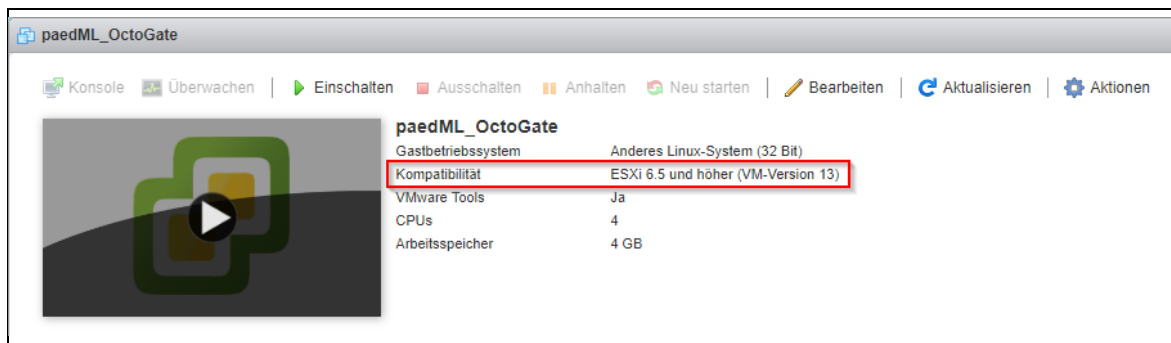 paedML_OctoGate
Konsole Überwachen Einschalten Ausschalten Anhalten Neu starten Bearbeiten Aktualisieren Aktionen
paedML_OctoGate
Gastbetriebssystem Anderes Linux-System (32 Bit)
Kompatibilität ESXi 6.5 und höher (VM-Version 13)
VMware Tools Ja
CPUs 4
Arbeitsspeicher 4 GB